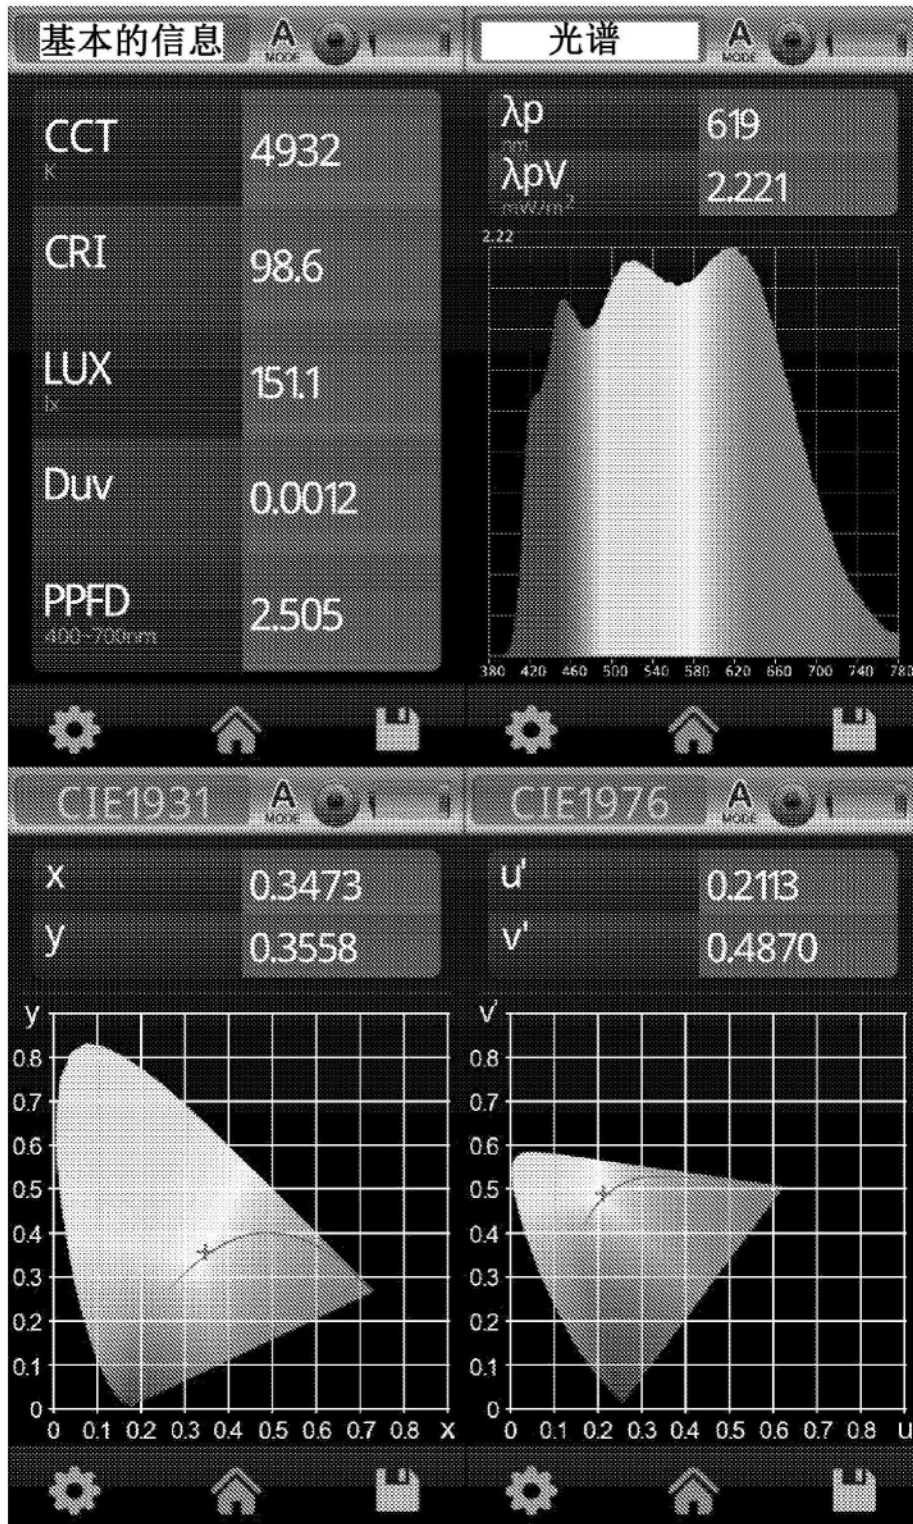 基本的信息 A MODE
CCT K 4932
CRI 98.6
LUX lx 151.1
Duv 0.0012
PPFD 400~700nm 2.505
光谱 A MODE
λp nm 619
λpV mW/m² 2.221
2.22
380 420 460 500 540 580 620 660 700 740 780
CIE1931 A MODE
x 0.3473
y 0.3558
y
0.8
0.7
0.6
0.5
0.4
0.3
0.2
0.1
0
0 0.1 0.2 0.3 0.4 0.5 0.6 0.7 0.8 x
CIE1976 A MODE
u' 0.2113
v' 0.4870
v'
0.8
0.7
0.6
0.5
0.4
0.3
0.2
0.1
0
0 0.1 0.2 0.3 0.4 0.5 0.6 0.7 0.8 u